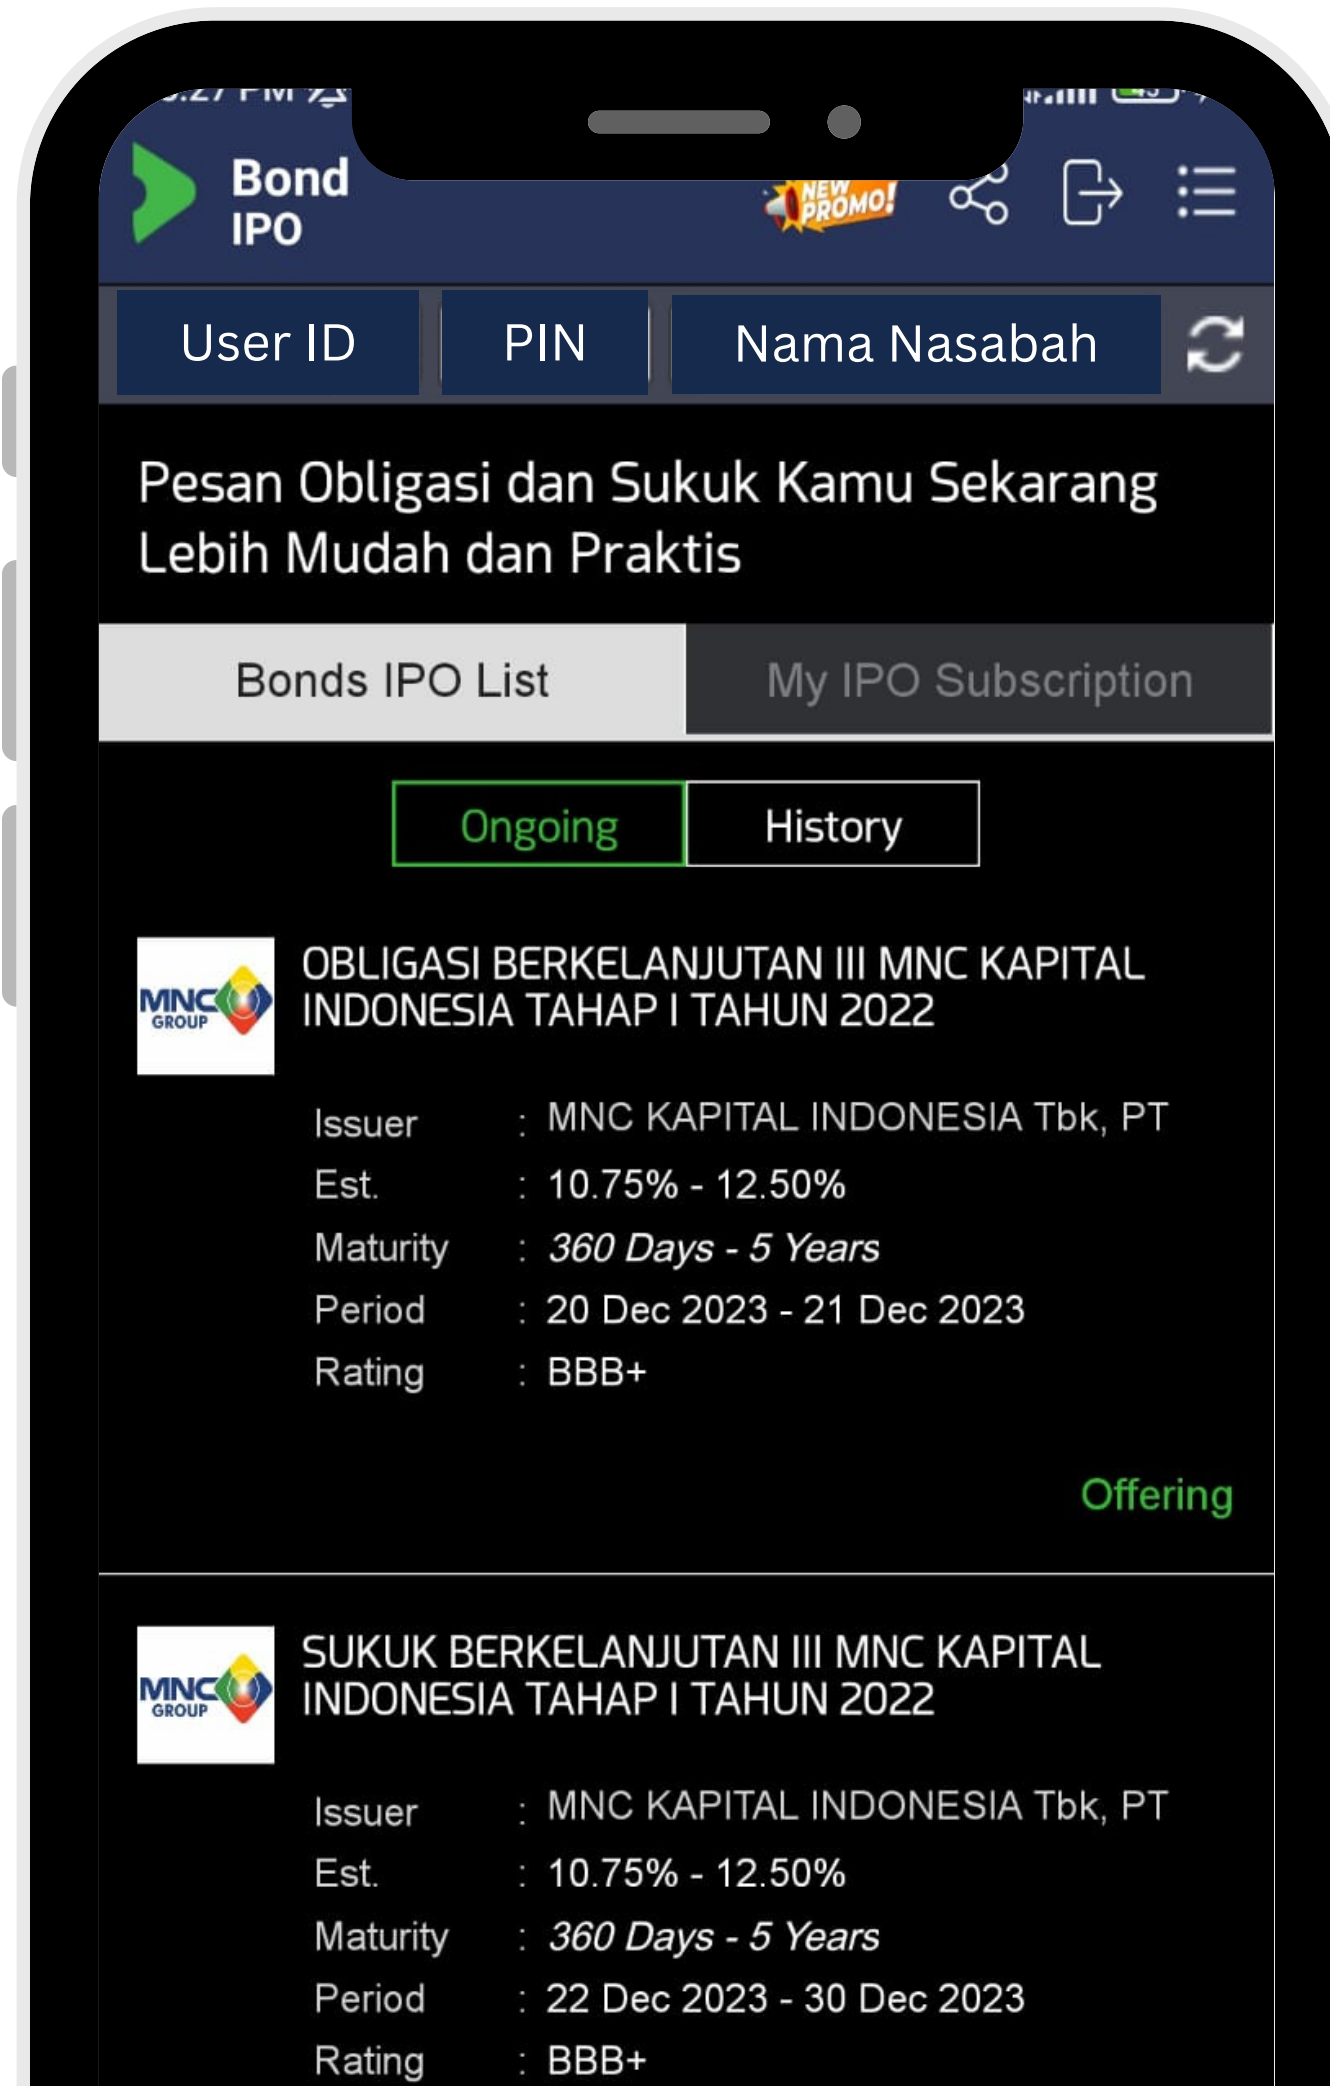 Bond
IPO
NEW
PROMO!
User ID
PIN
Nama Nasabah
Pesan Obligasi dan Sukuk Kamu Sekarang
Lebih Mudah dan Praktis
Bonds IPO List
My IPO Subscription
Ongoing
History
MNC
GROUP
OBLIGASI BERKELANJUTAN III MNC KAPITAL
INDONESIA TAHAP I TAHUN 2022
Issuer : MNC KAPITAL INDONESIA Tbk, PT
Est. : 10.75% - 12.50%
Maturity : 360 Days - 5 Years
Period : 20 Dec 2023 - 21 Dec 2023
Rating : BBB+
Offering
MNC
GROUP
SUKUK BERKELANJUTAN III MNC KAPITAL
INDONESIA TAHAP I TAHUN 2022
Issuer : MNC KAPITAL INDONESIA Tbk, PT
Est. : 10.75% - 12.50%
Maturity : 360 Days - 5 Years
Period : 22 Dec 2023 - 30 Dec 2023
Rating : BBB+